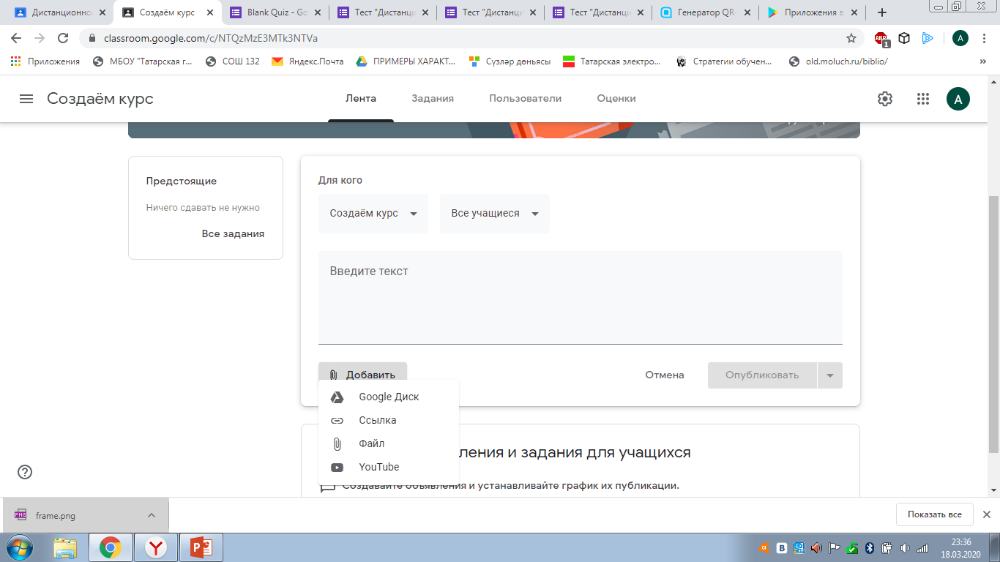 Дистанционно
Создаём курс
Blank Quiz - Go
Тест "Дистанци
Тест "Дистанци
Тест "Дистанци
Генератор QR-
Приложения в
classroom.google.com/c/NTQzMzE3MTk3NTVa
ABP
1
A
Приложения
МБОУ "Татарская г...
СОШ 132
Яндекс.Почта
ПРИМЕРЫ ХАРАКТ...
Сүзләр дөньясы
Татарская электро...
Стратегии обучен...
old.moluch.ru/biblio/
»
Создаём курс
Лента
Задания
Пользователи
Оценки
A
Предстоящие
Ничего сдавать не нужно
Все задания
Для кого
Создаём курс
Все учащиеся
Введите текст
Добавить
Отмена
Опубликовать
Google Диск
Ссылка
Файл
YouTube
ления и задания для учащихся
Создавайте объявления и устанавливайте график их публикации.
PNG
frame.png
Показать все
23:36
18.03.2020